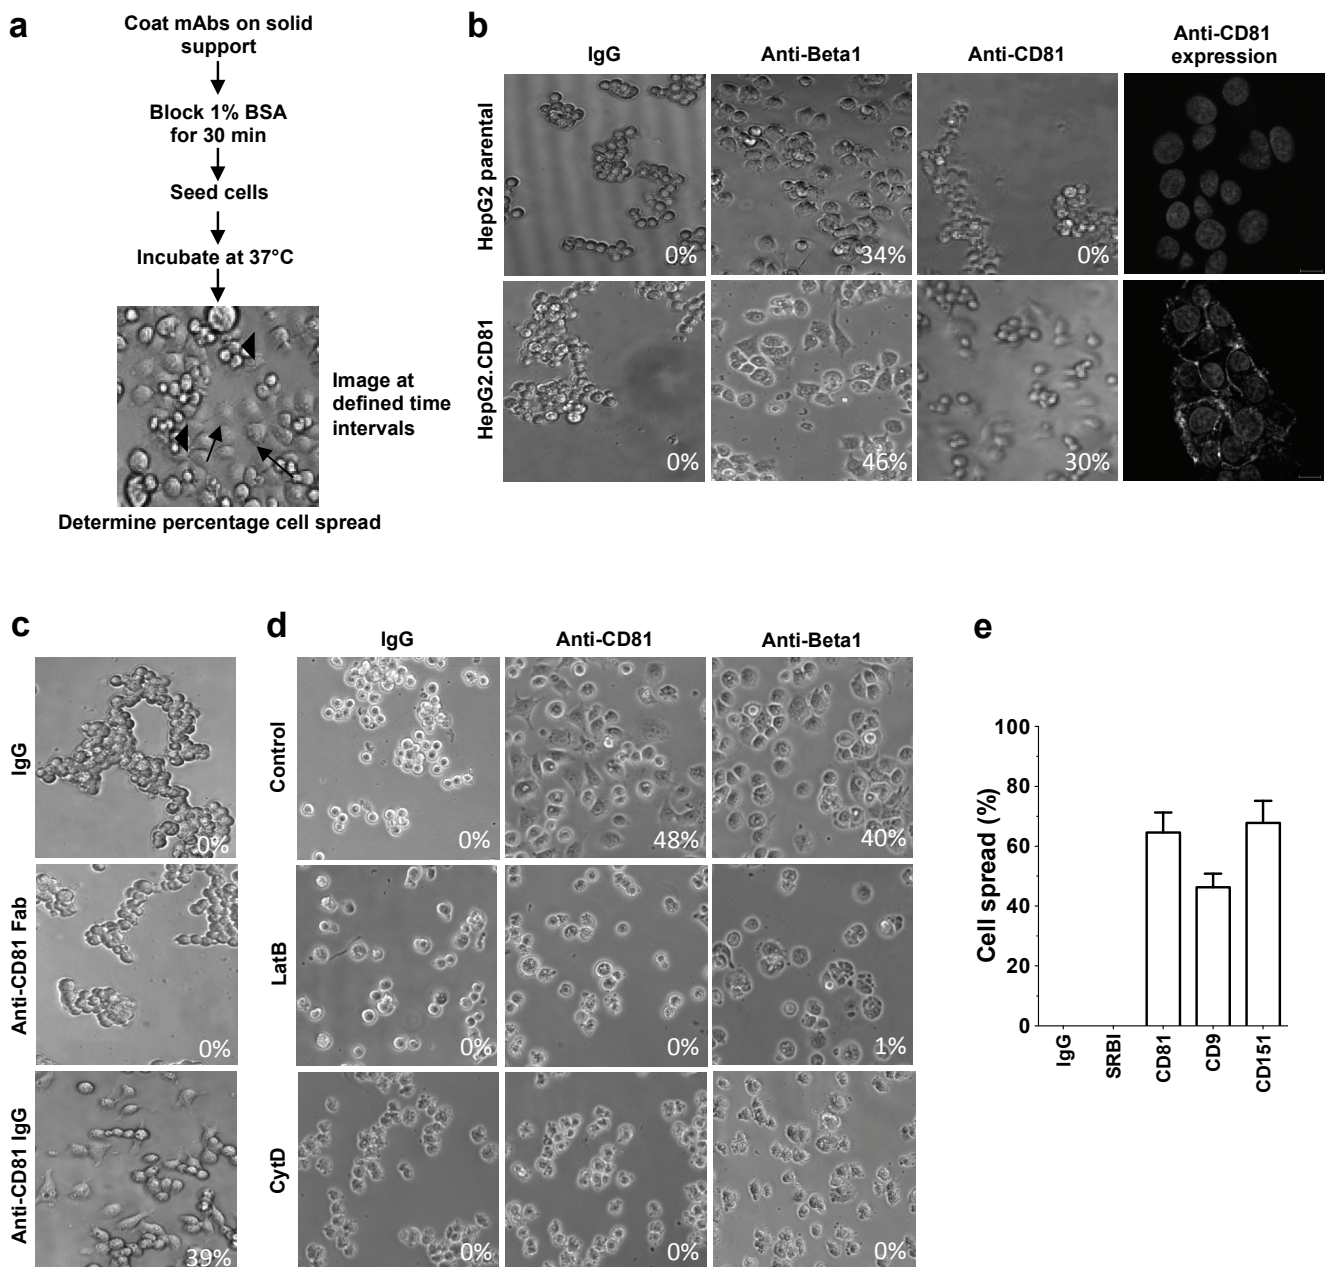 a
Coat mAbs on solid
support
Block 1% BSA
for 30 min
Seed cells
Incubate at 37°C
Image at
defined time
intervals
Determine percentage cell spread
b
IgG
Anti-Beta1
Anti-CD81
Anti-CD81
expression
HepG2 parental
0%
34%
0%
HepG2.CD81
0%
46%
30%
c
IgG
0%
Anti-CD81 Fab
0%
Anti-CD81 IgG
39%
d
IgG
Anti-CD81
Anti-Beta1
Control
0%
48%
40%
LatB
0%
0%
1%
CytD
0%
0%
0%
e
Cell spread (%)
100
80
60
40
20
0
IgG
SRBI
CD81
CD9
CD151